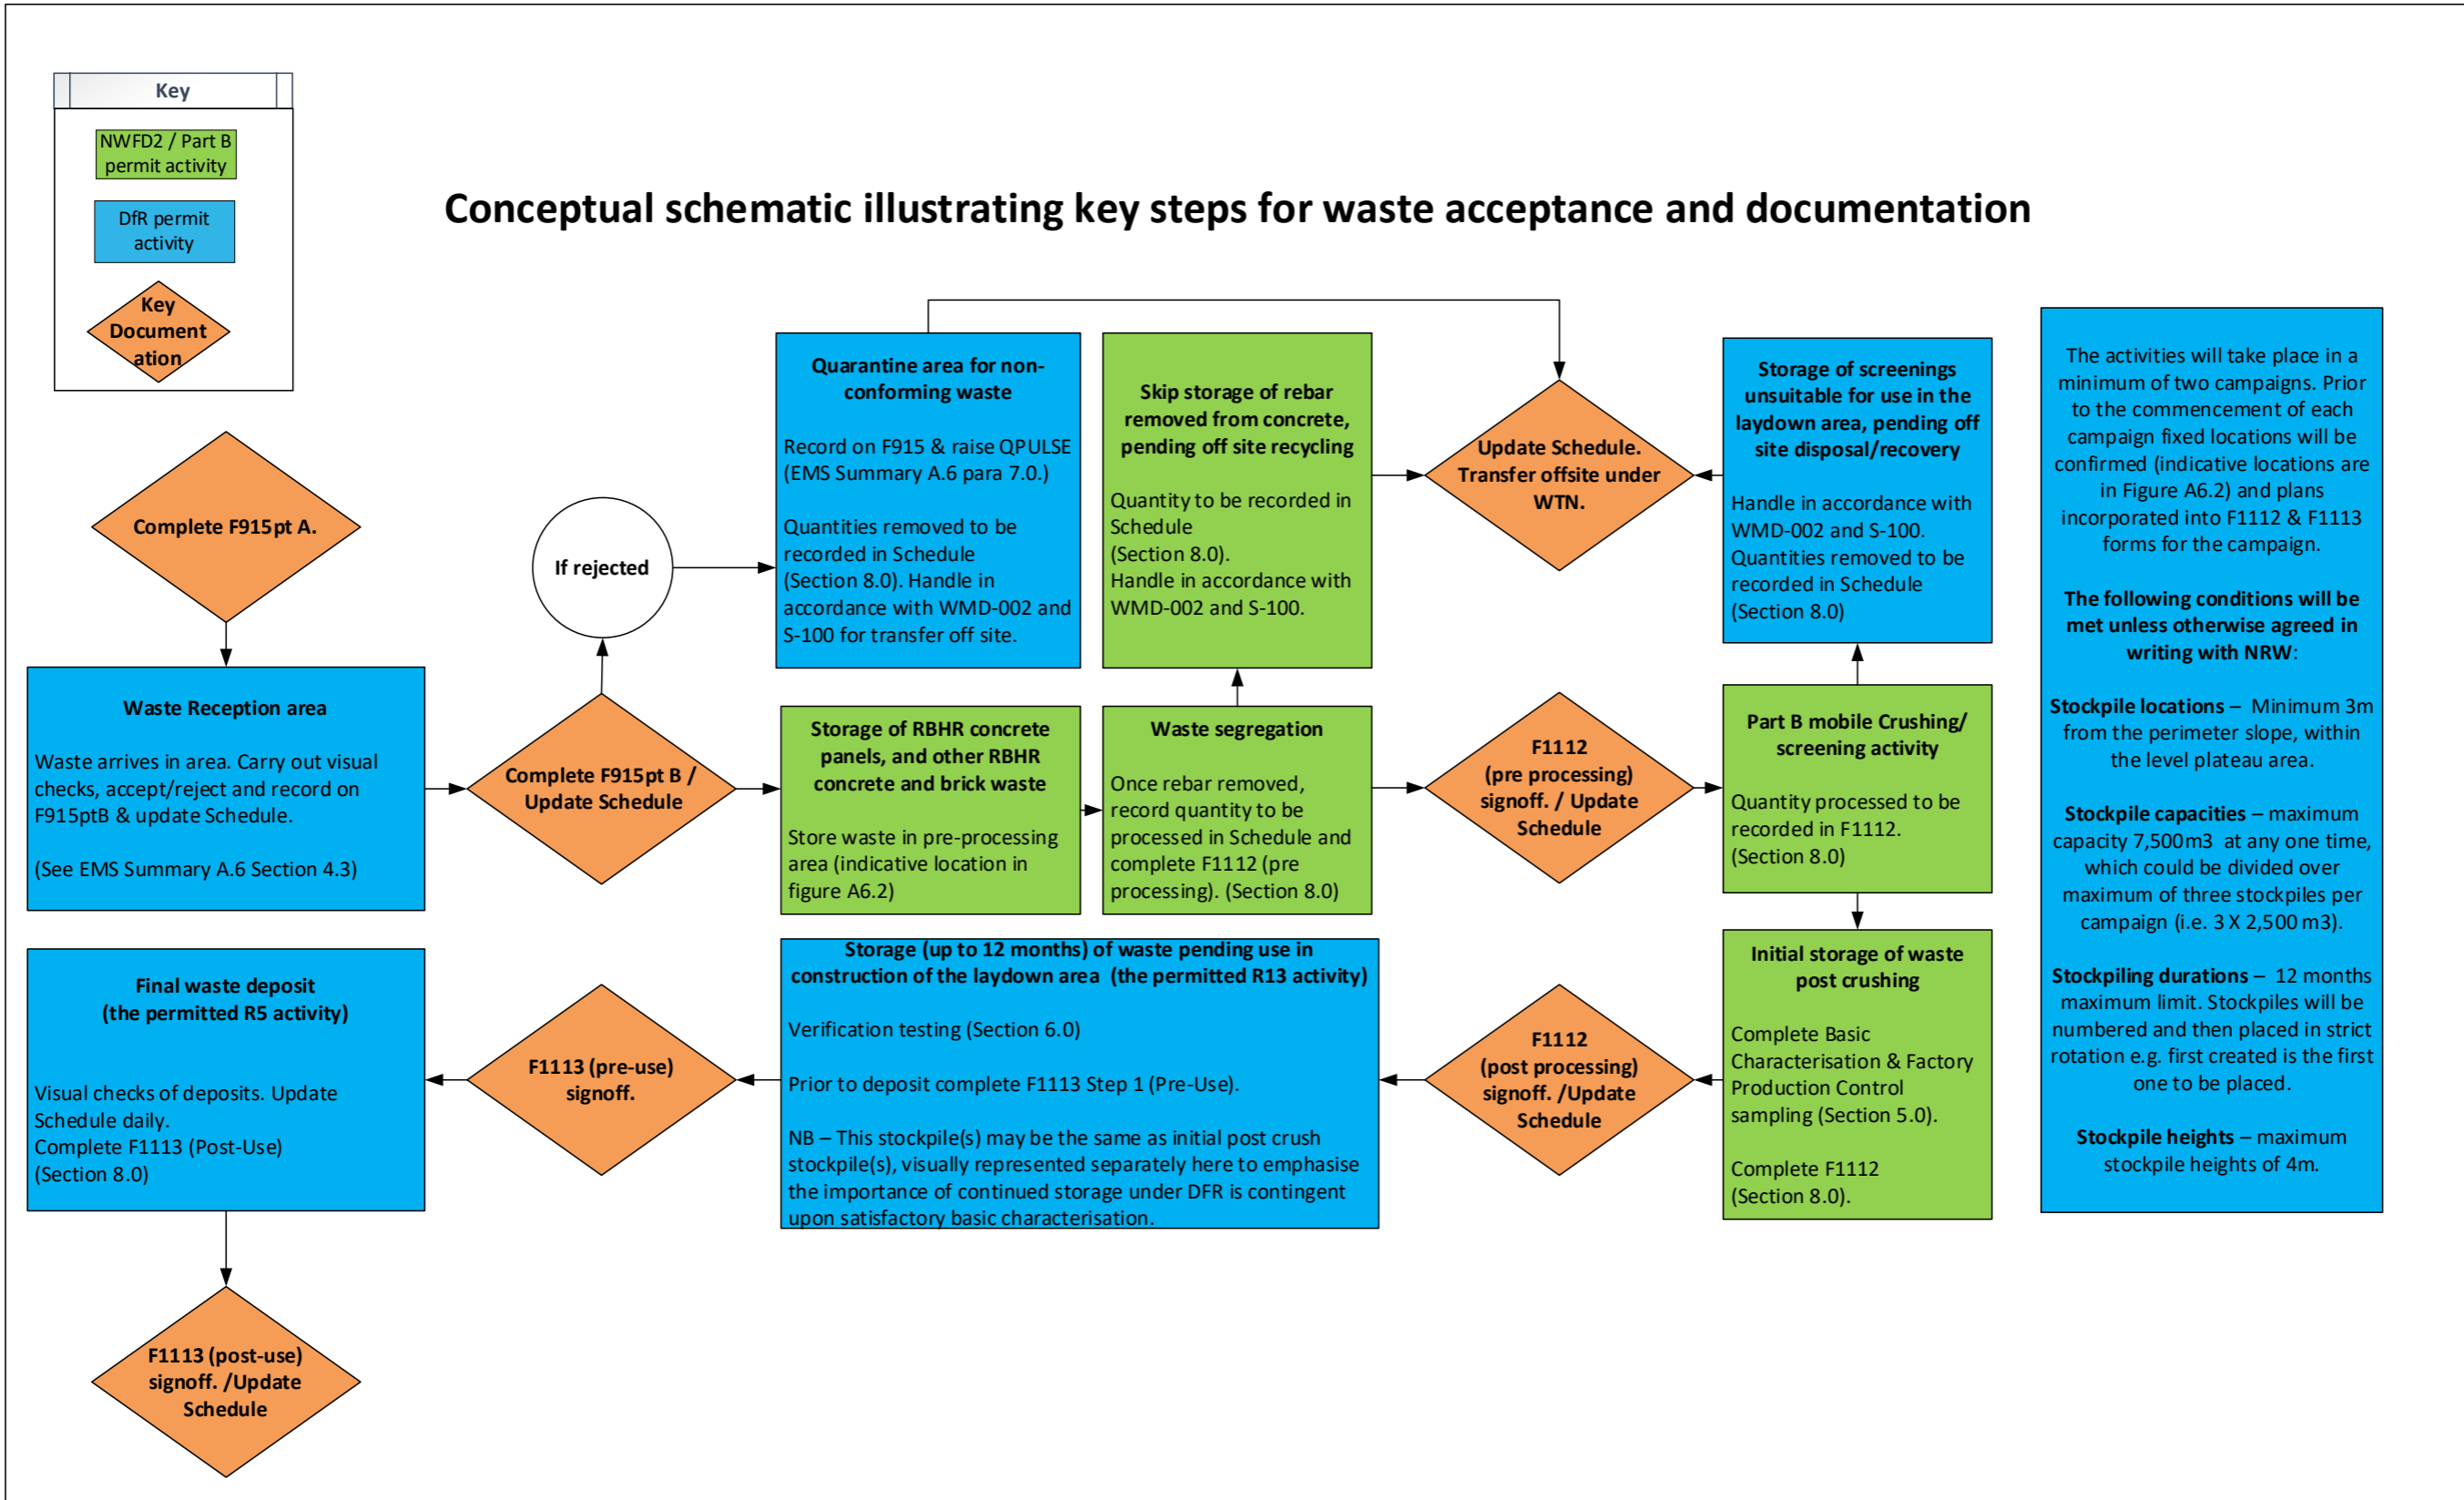 Key
NWFD2 / Part B
permit activity
DfR permit
activity
Key
Document
ation
Conceptual schematic illustrating key steps for waste acceptance and documentation
Complete F915pt A.
Waste Reception area
Waste arrives in area. Carry out visual
checks, accept/reject and record on
F915ptB & update Schedule.
(See EMS Summary A.6 Section 4.3)
Complete F915pt B /
Update Schedule
If rejected
Quarantine area for non-
conforming waste
Record on F915 & raise QPULSE
(EMS Summary A.6 para 7.0.)
Quantities removed to be
recorded in Schedule
(Section 8.0). Handle in
accordance with WMD-002 and
S-100 for transfer off site.
Skip storage of rebar
removed from concrete,
pending off site recycling
Quantity to be recorded in
Schedule
(Section 8.0).
Handle in accordance with
WMD-002 and S-100.
Update Schedule.
Transfer offsite under
WTN.
Storage of screenings
unsuitable for use in the
laydown area, pending off
site disposal/recovery
Handle in accordance with
WMD-002 and S-100.
Quantities removed to be
recorded in Schedule
(Section 8.0)
Storage of RBHR concrete
panels, and other RBHR
concrete and brick waste
Store waste in pre-processing
area (indicative location in
figure A6.2)
Waste segregation
Once rebar removed,
record quantity to be
processed in Schedule and
complete F1112 (pre
processing). (Section 8.0)
F1112
(pre processing)
signoff. / Update
Schedule
Part B mobile Crushing/
screening activity
Quantity processed to be
recorded in F1112.
(Section 8.0)
Initial storage of waste
post crushing
Complete Basic
Characterisation & Factory
Production Control
sampling (Section 5.0).
Complete F1112
(Section 8.0).
F1112
(post processing)
signoff. /Update
Schedule
Storage (up to 12 months) of waste pending use in
construction of the laydown area  (the permitted R13 activity)
Verification testing (Section 6.0)
Prior to deposit complete F1113 Step 1 (Pre-Use).
NB – This stockpile(s) may be the same as initial post crush
stockpile(s), visually represented separately here to emphasise
the importance of continued storage under DFR is contingent
upon satisfactory basic characterisation.
F1113 (pre-use)
signoff.
Final waste deposit
(the permitted R5 activity)
Visual checks of deposits. Update
Schedule daily.
Complete F1113 (Post-Use)
(Section 8.0)
F1113 (post-use)
signoff. /Update
Schedule
The activities will take place in a
minimum of two campaigns. Prior
to the commencement of each
campaign fixed locations will be
confirmed (indicative locations are
in Figure A6.2) and plans
incorporated into F1112 & F1113
forms for the campaign.
The following conditions will be
met unless otherwise agreed in
writing with NRW:
Stockpile locations –  Minimum 3m
from the perimeter slope, within
the level plateau area.
Stockpile capacities – maximum
capacity 7,500m3  at any one time,
which could be divided over
maximum of three stockpiles per
campaign (i.e. 3 X 2,500 m3).
Stockpiling durations –  12 months
maximum limit. Stockpiles will be
numbered and then placed in strict
rotation e.g. first created is the first
one to be placed.
Stockpile heights – maximum
stockpile heights of 4m.